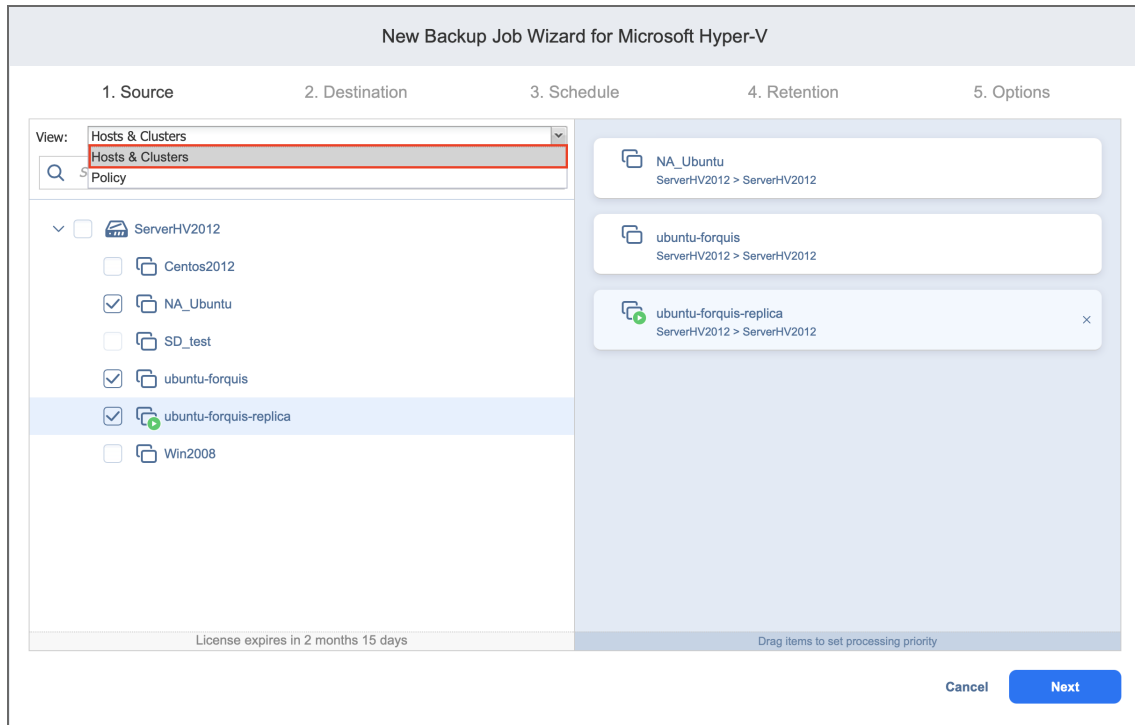 New Backup Job Wizard for Microsoft Hyper-V
1. Source 2. Destination 3. Schedule 4. Retention 5. Options
View: Hosts & Clusters
Hosts & Clusters
Policy
ServerHV2012
Centos2012
NA_Ubuntu
SD_test
ubuntu-forquis
ubuntu-forquis-replica
Win2008
License expires in 2 months 15 days
NA_Ubuntu
ServerHV2012 > ServerHV2012
ubuntu-forquis
ServerHV2012 > ServerHV2012
ubuntu-forquis-replica
ServerHV2012 > ServerHV2012
Drag items to set processing priority
Cancel Next